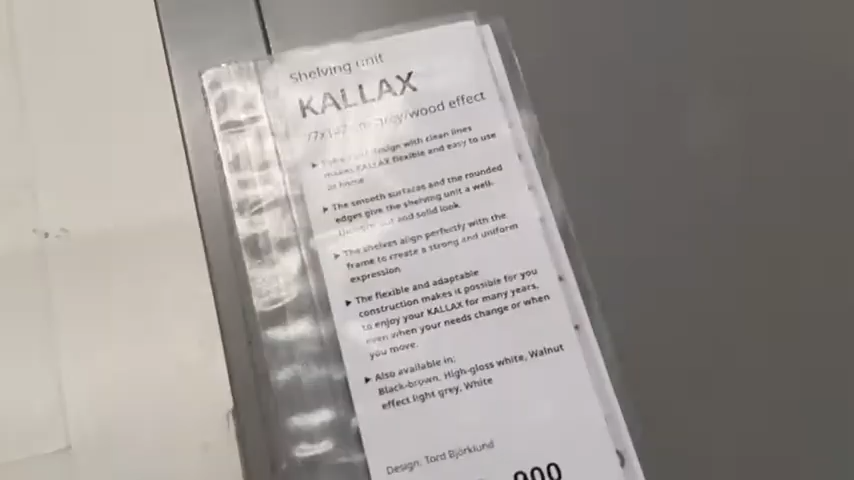 Shelving unit
KALLAX
grey/wood effect
design with clean lines
makes KALLAX flexible and easy to use
at home.
▸ The smooth surfaces and the rounded
edges give the shelving unit a well-
thought out and solid look.
▸ The shelves align perfectly with the
frame to create a strong and uniform
expression.
▸ The flexible and adaptable
construction makes it possible for you
to enjoy your KALLAX for many years,
even when your needs change or when
you move.
▸ Also available in:
Black-brown, High-gloss white, Walnut
effect light grey, White
Design: Tord Björklund